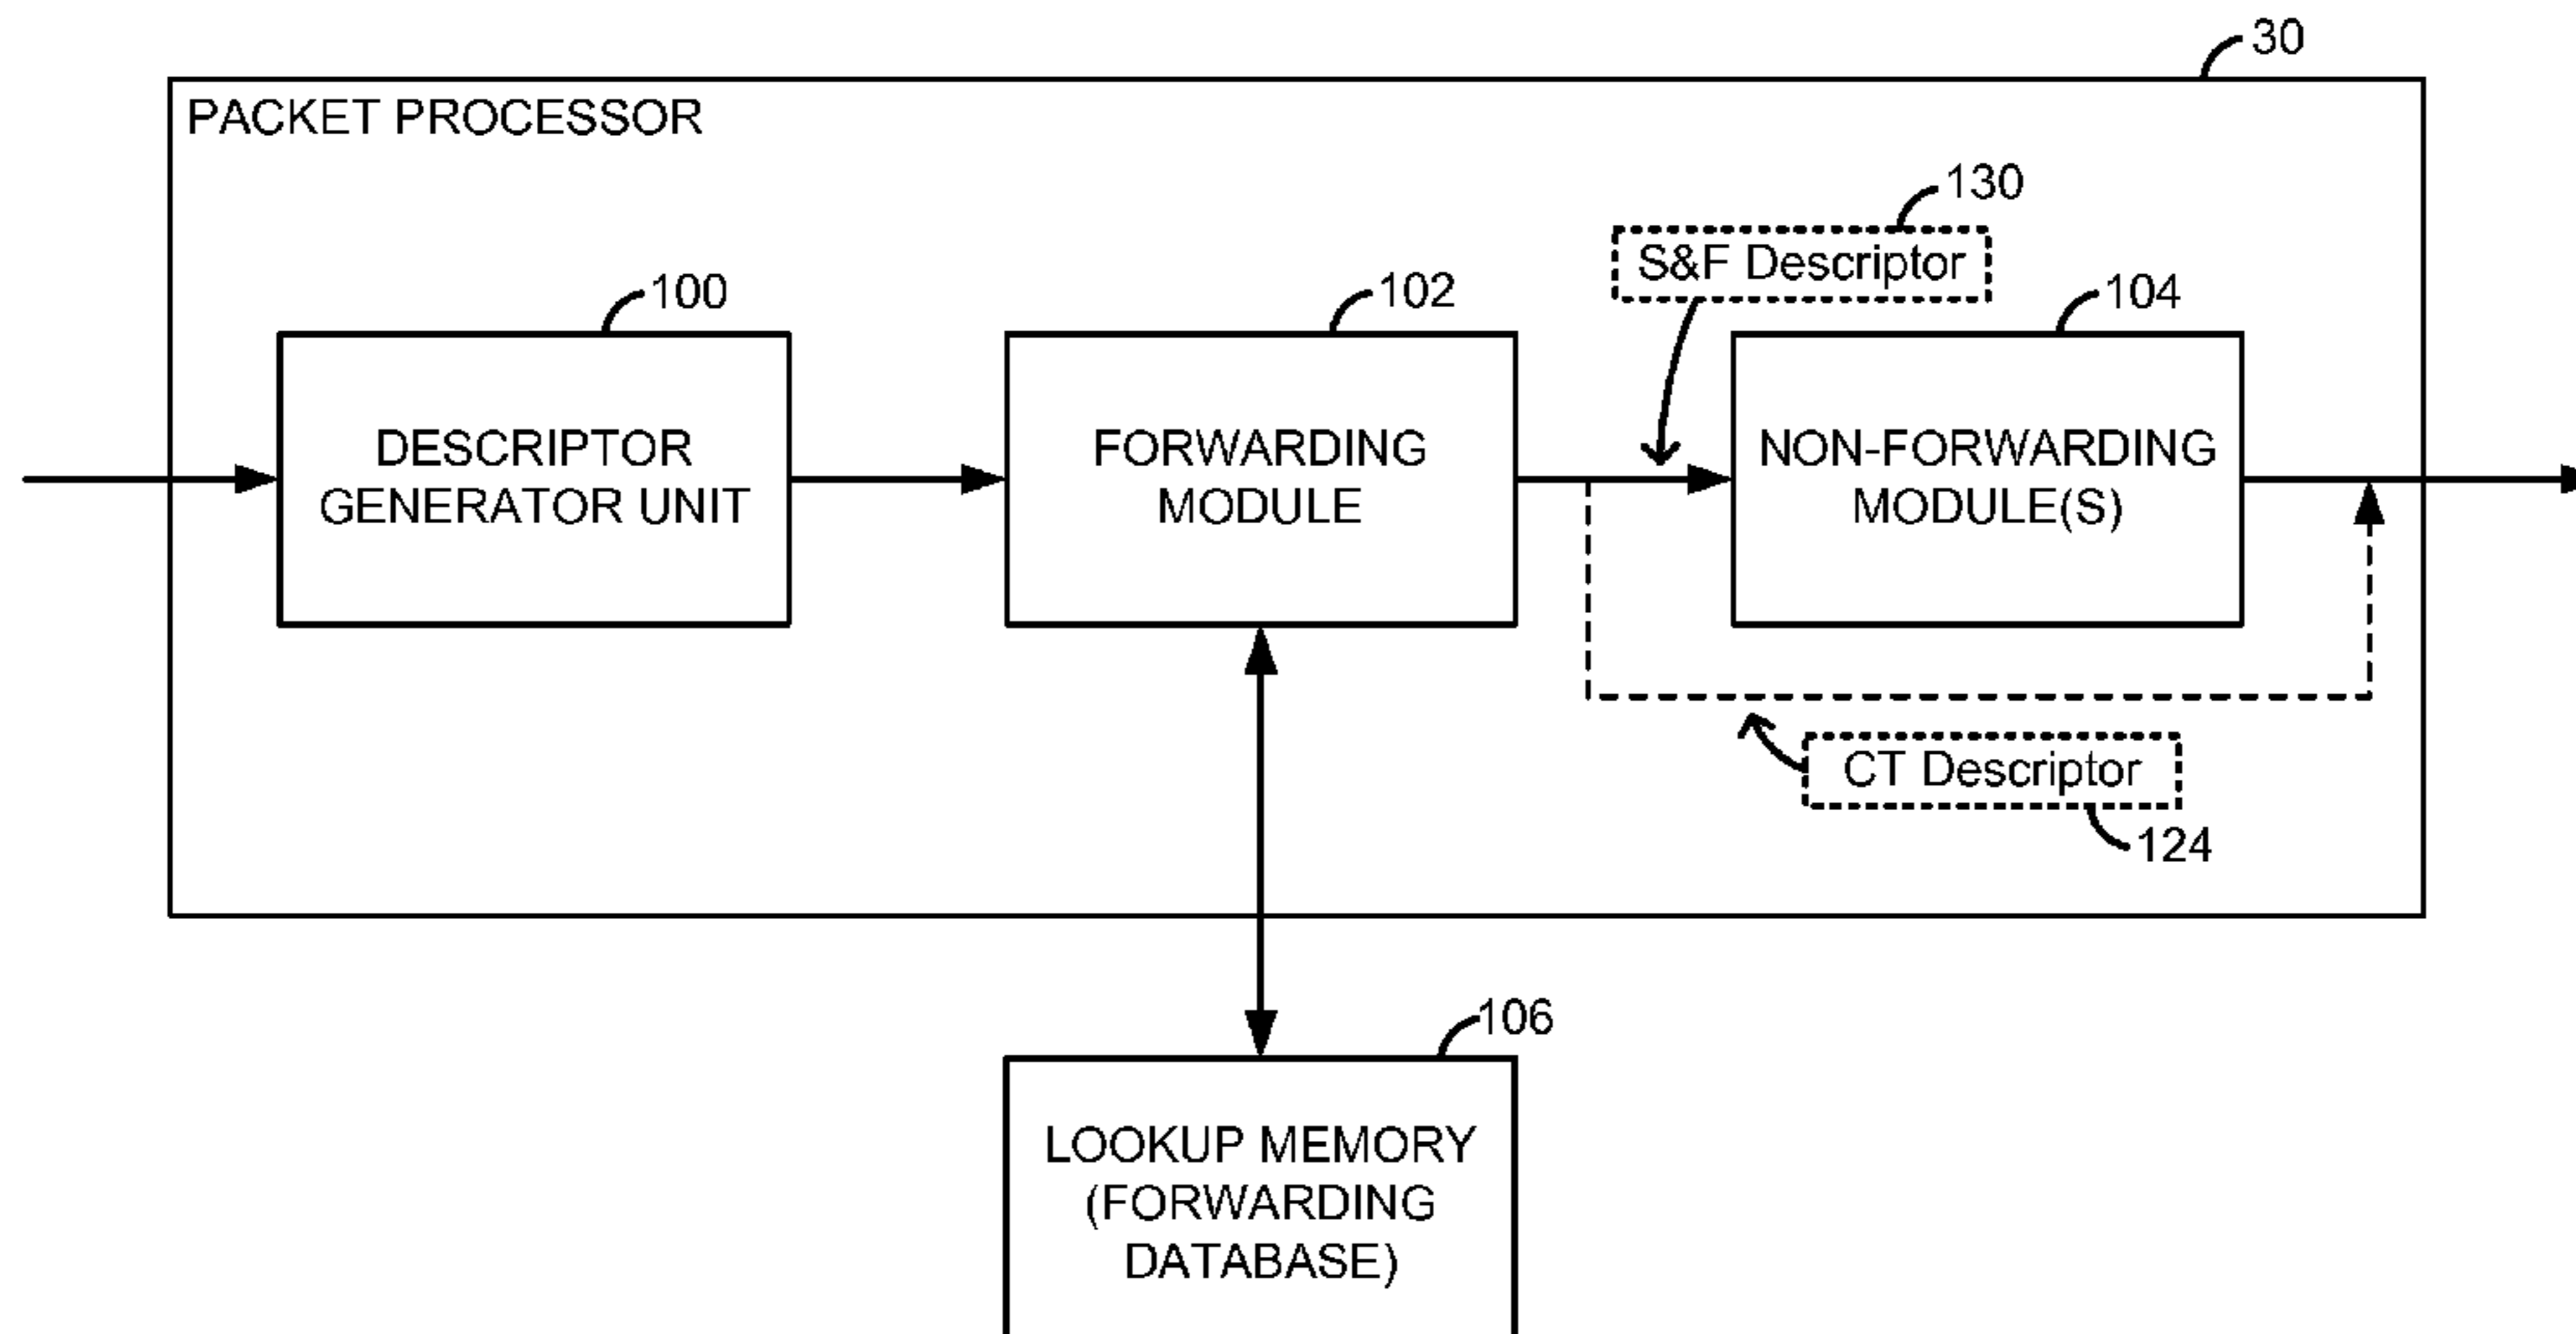 30
PACKET PROCESSOR
130
S&F Descriptor
100
102
104
DESCRIPTOR
GENERATOR UNIT
FORWARDING
MODULE
NON-FORWARDING
MODULE(S)
CT Descriptor
124
106
LOOKUP MEMORY
(FORWARDING
DATABASE)